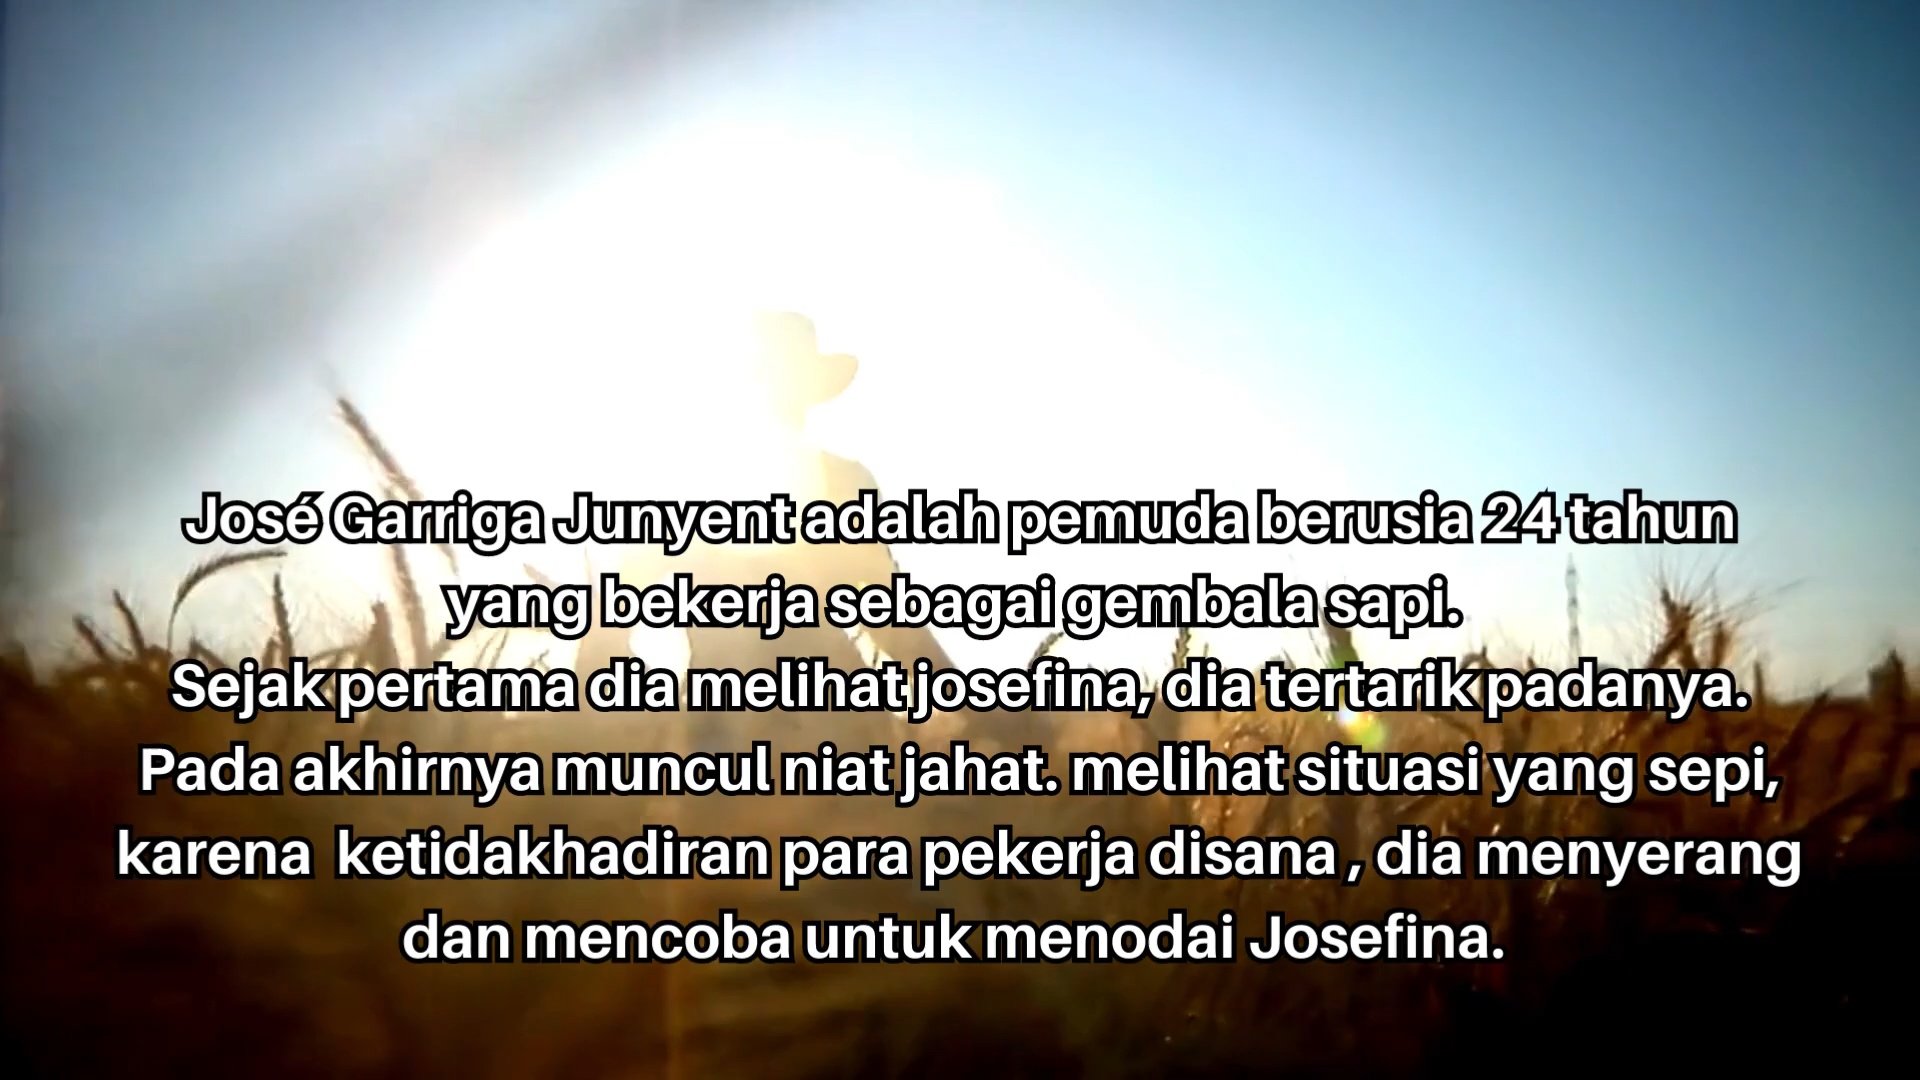 José Garriga Junyent adalah pemuda berusia 24 tahun
yang bekerja sebagai gembala sapi.
Sejak pertama dia melihat josefina, dia tertarik padanya.
Pada akhirnya muncul niat jahat. melihat situasi yang sepi,
karena  ketidakhadiran para pekerja disana , dia menyerang
dan mencoba untuk menodai Josefina.